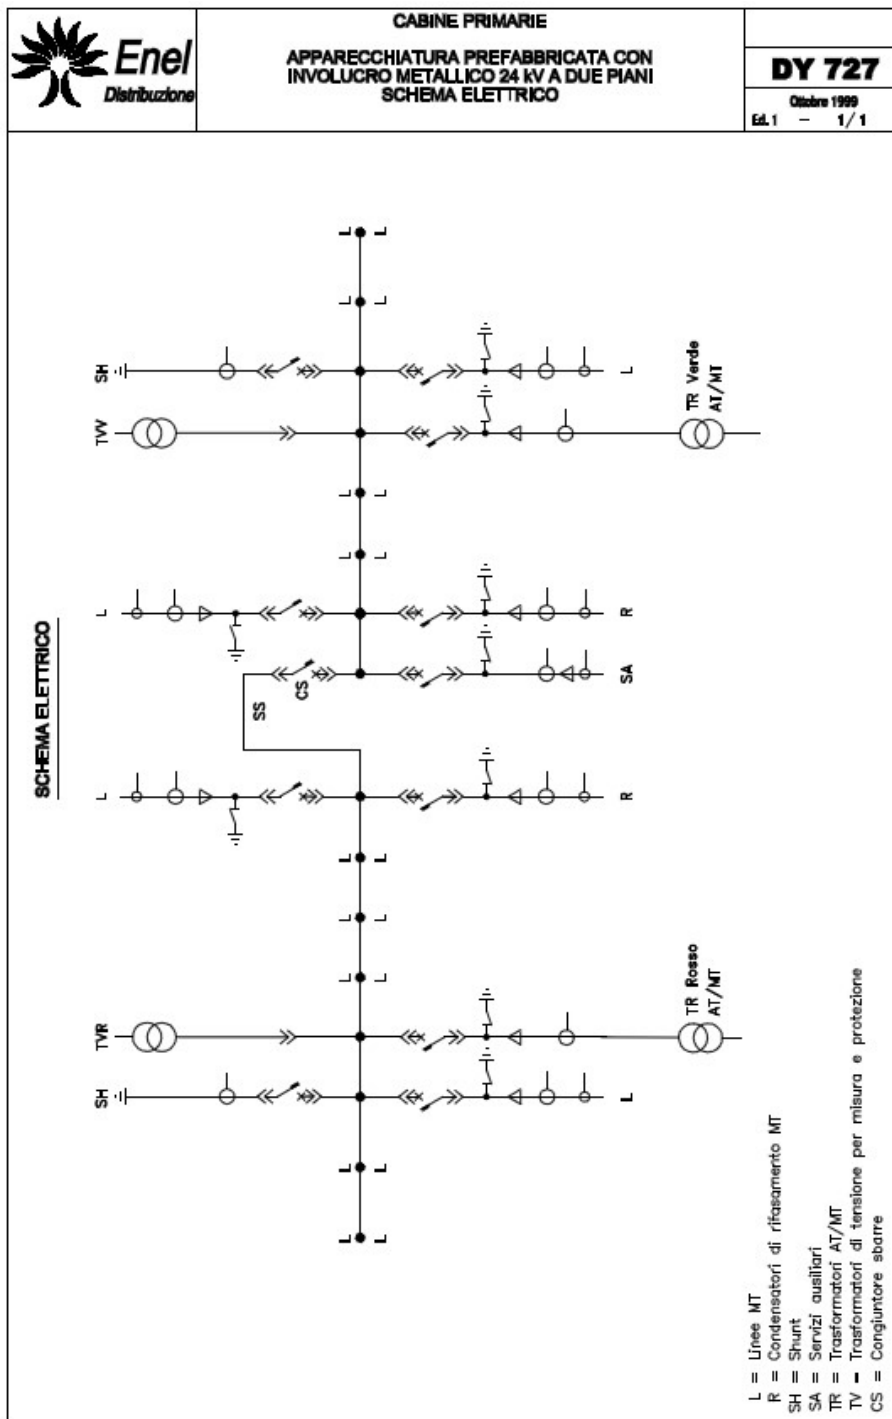 Enel
Distribuzione
CABINE PRIMARIE
APPARECCHIATURA PREFABBRICATA CON
INVOLUCRO METALLICO 24 kV A DUE PIANI
SCHEMA ELETTRICO
DY 727
Ottobre 1999
Ed. 1 – 1/1
SCHEMA ELETTRICO
L L
L L
SH L
TVV TR Verde
AT/MT
L L
L L
L R
CS SA
SS
L R
L L
L L
L L
TVR TR Rosso
AT/MT
SH L
L L
L L
L = Linee MT
R = Condensatori di rifasamento MT
SH = Shunt
SA = Servizi ausiliari
TR = Trasformatori AT/MT
TV = Trasformatori di tensione per misura e protezione
CS = Congiuntore sbarre